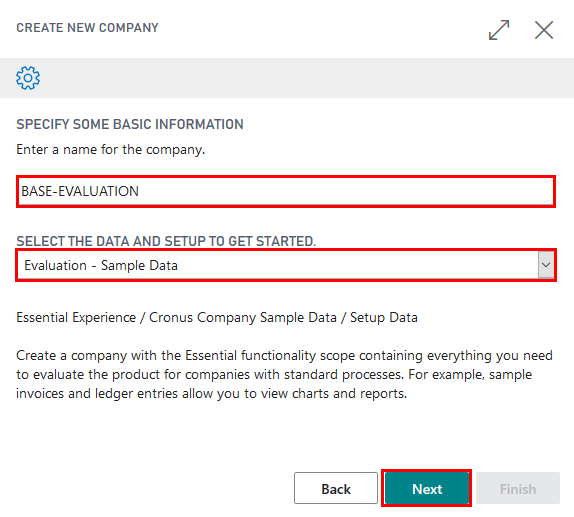 CREATE NEW COMPANY
SPECIFY SOME BASIC INFORMATION
Enter a name for the company.
BASE-EVALUATION
SELECT THE DATA AND SETUP TO GET STARTED.
Evaluation - Sample Data
Essential Experience / Cronus Company Sample Data / Setup Data
Create a company with the Essential functionality scope containing everything you need
to evaluate the product for companies with standard processes. For example, sample
invoices and ledger entries allow you to view charts and reports.
Back Next Finish